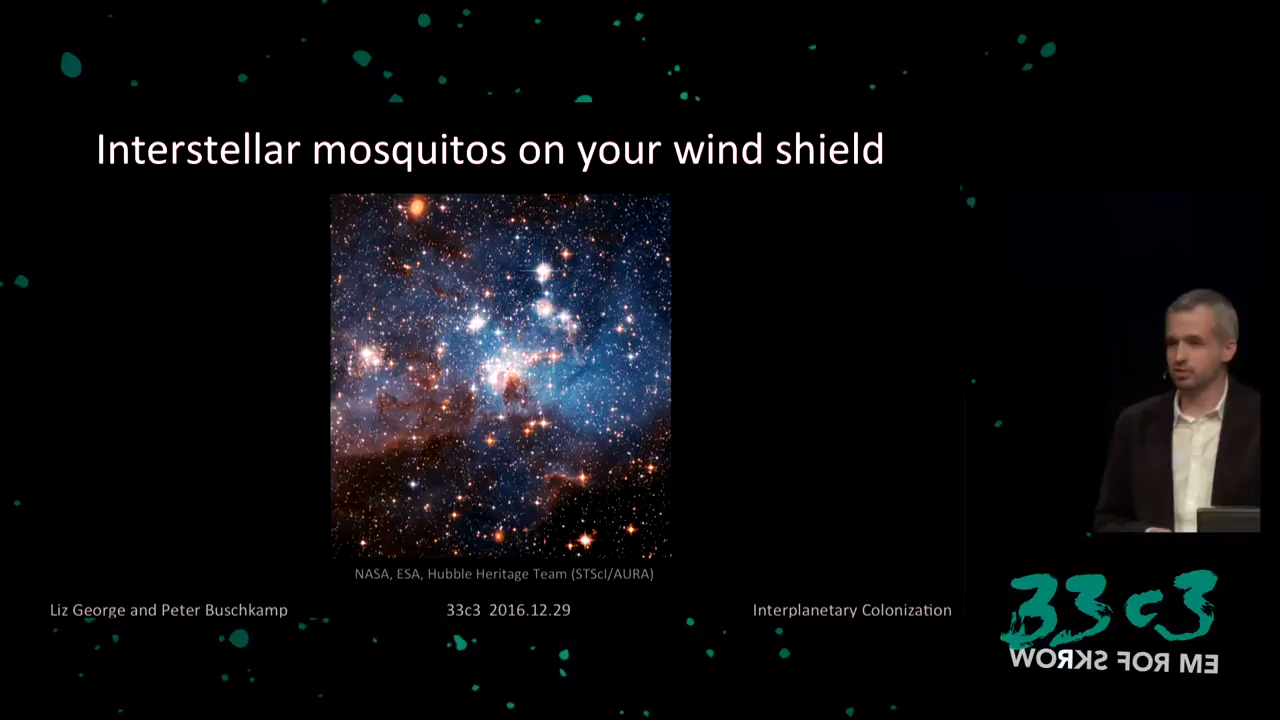 Interstellar mosquitos on your wind shield
NASA, ESA, Hubble Heritage Team (STScI/AURA)
Liz George and Peter Buschkamp
33c3 2016.12.29
Interplanetary Colonization
33c3
WORKS FOR ME